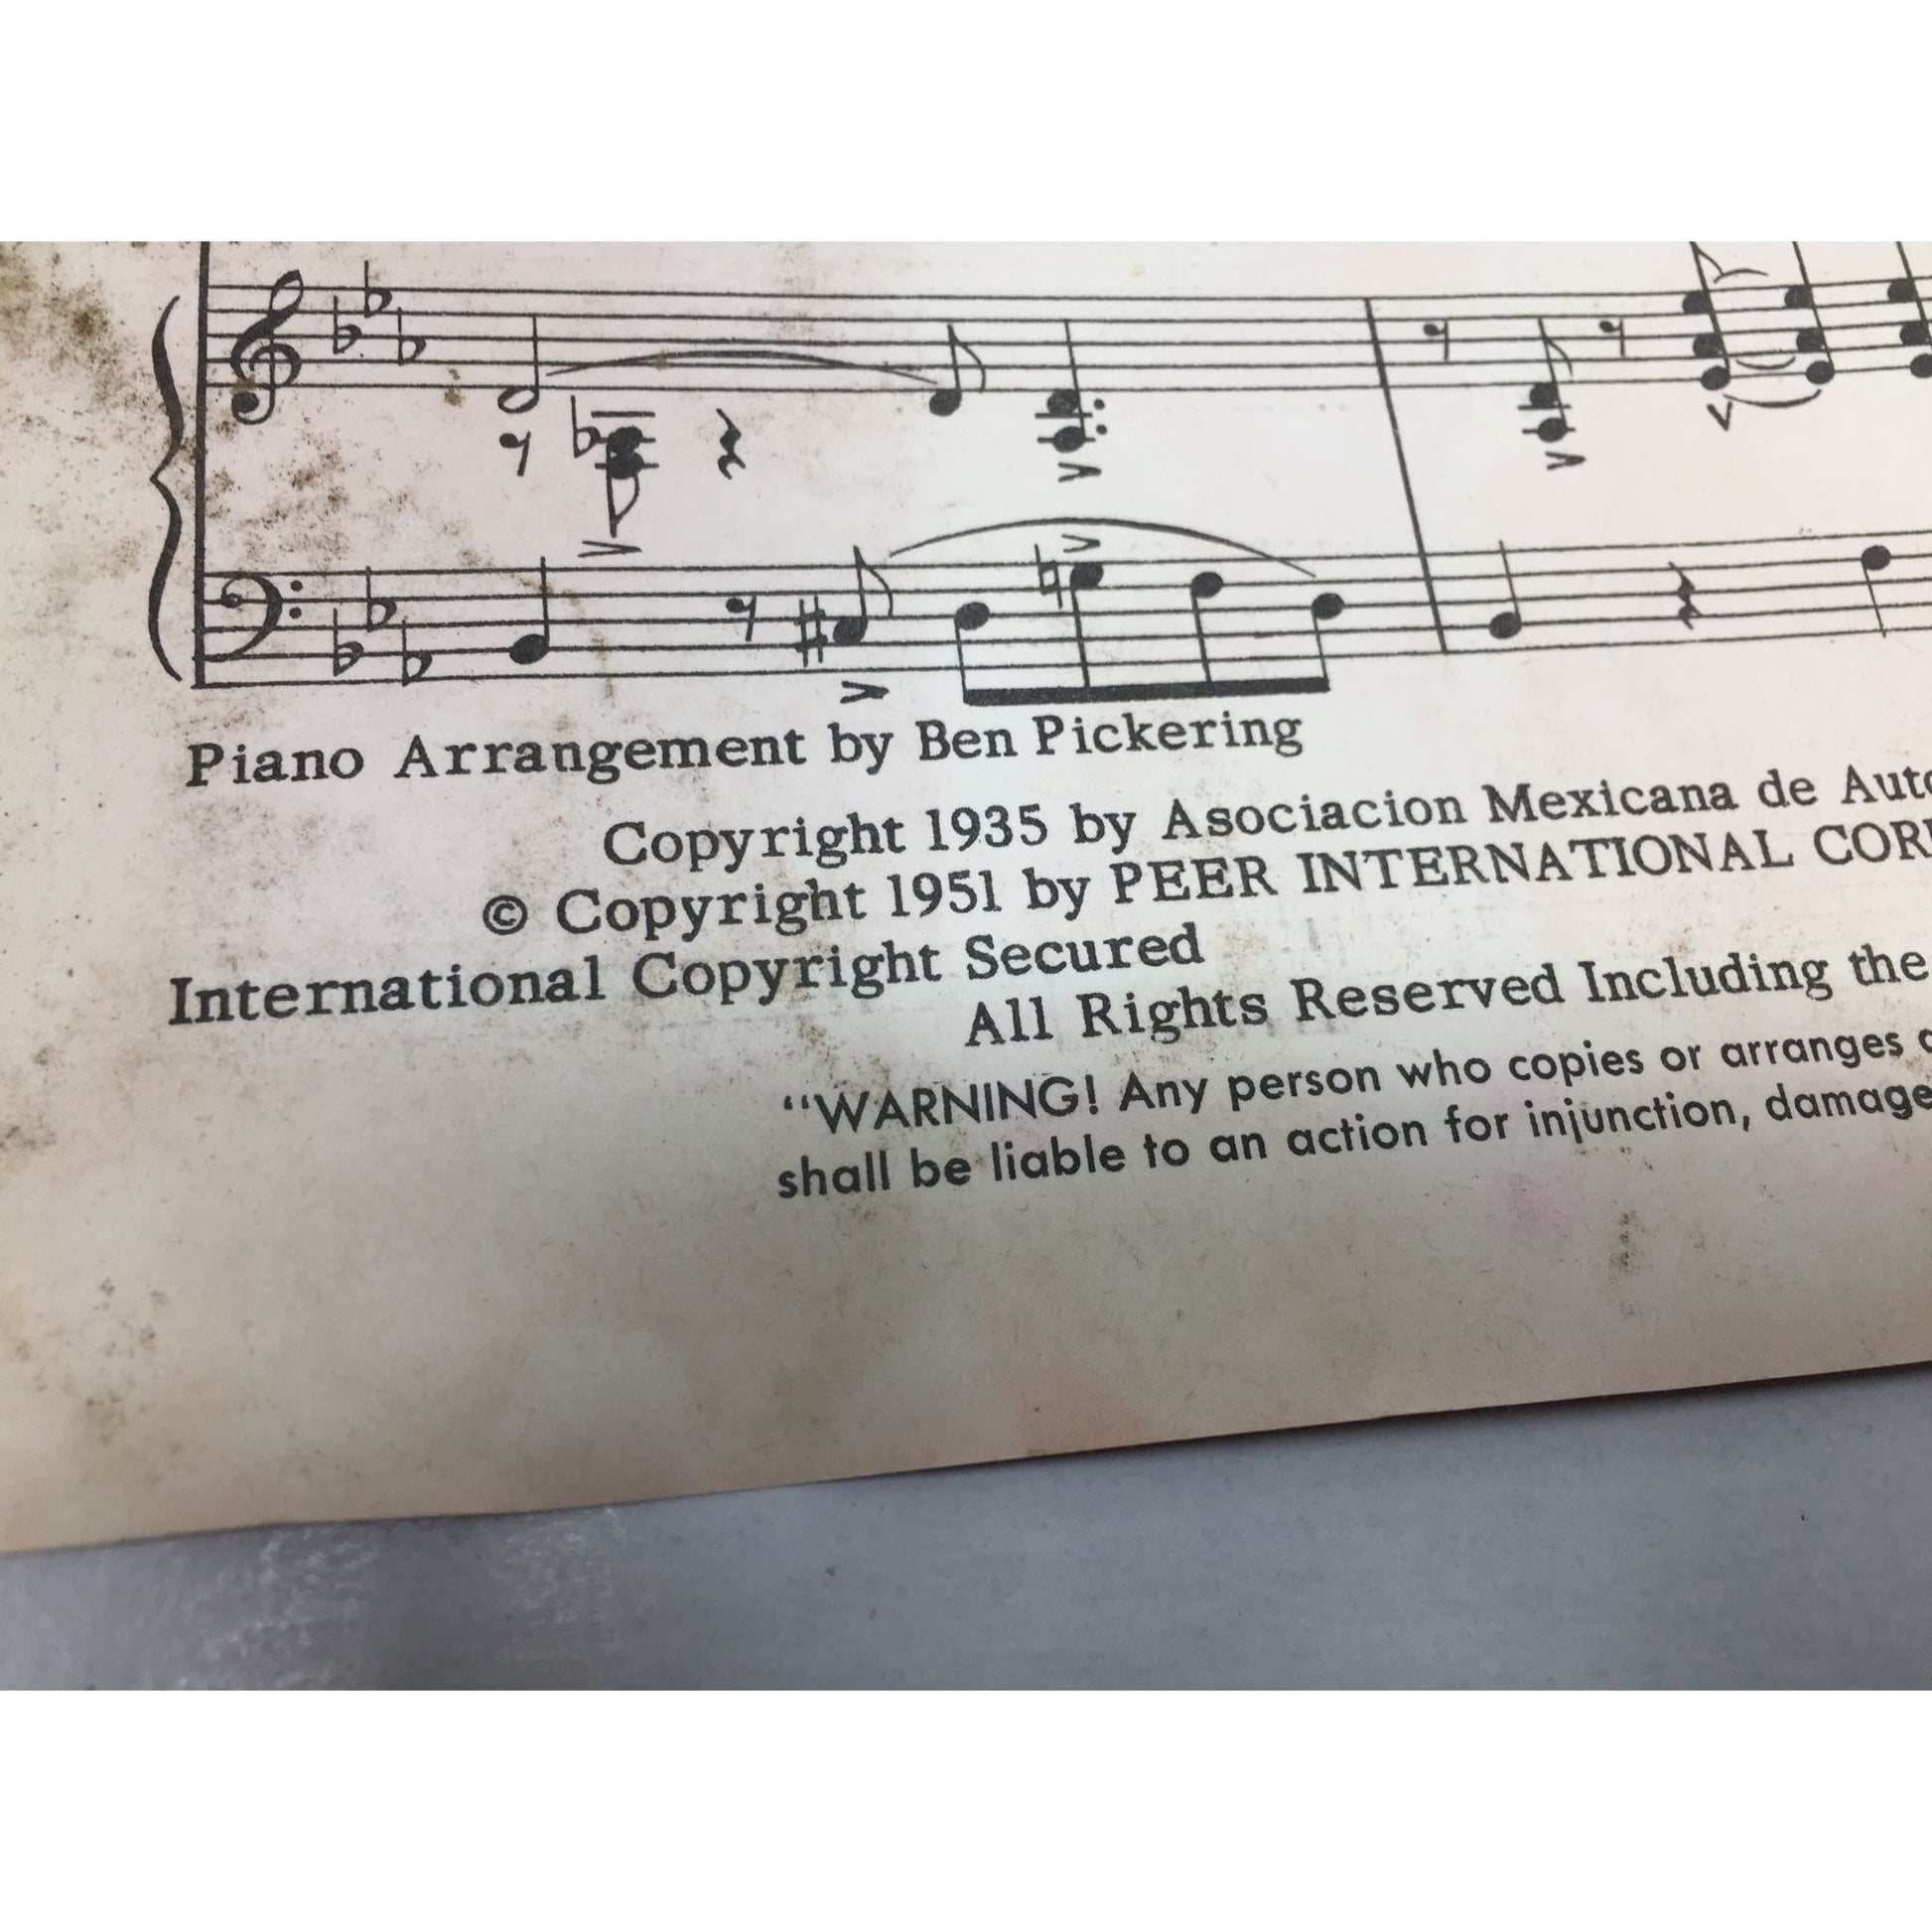 Piano Arrangement by Ben Pickering
Copyright 1935 by Asociacion Mexicana de
© Copyright 1951 by PEER INTERNATIONAL
International Copyright Secured
All Rights Reserved Including the
"WARNING! Any person who copies or arranges
shall be liable to an action for injunction,